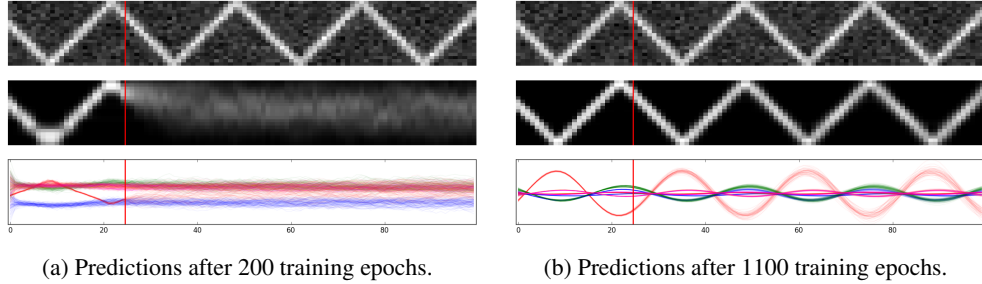 0 20 40 60 80
0 20 40 60 80
(a) Predictions after 200 training epochs.
(b) Predictions after 1100 training epochs.